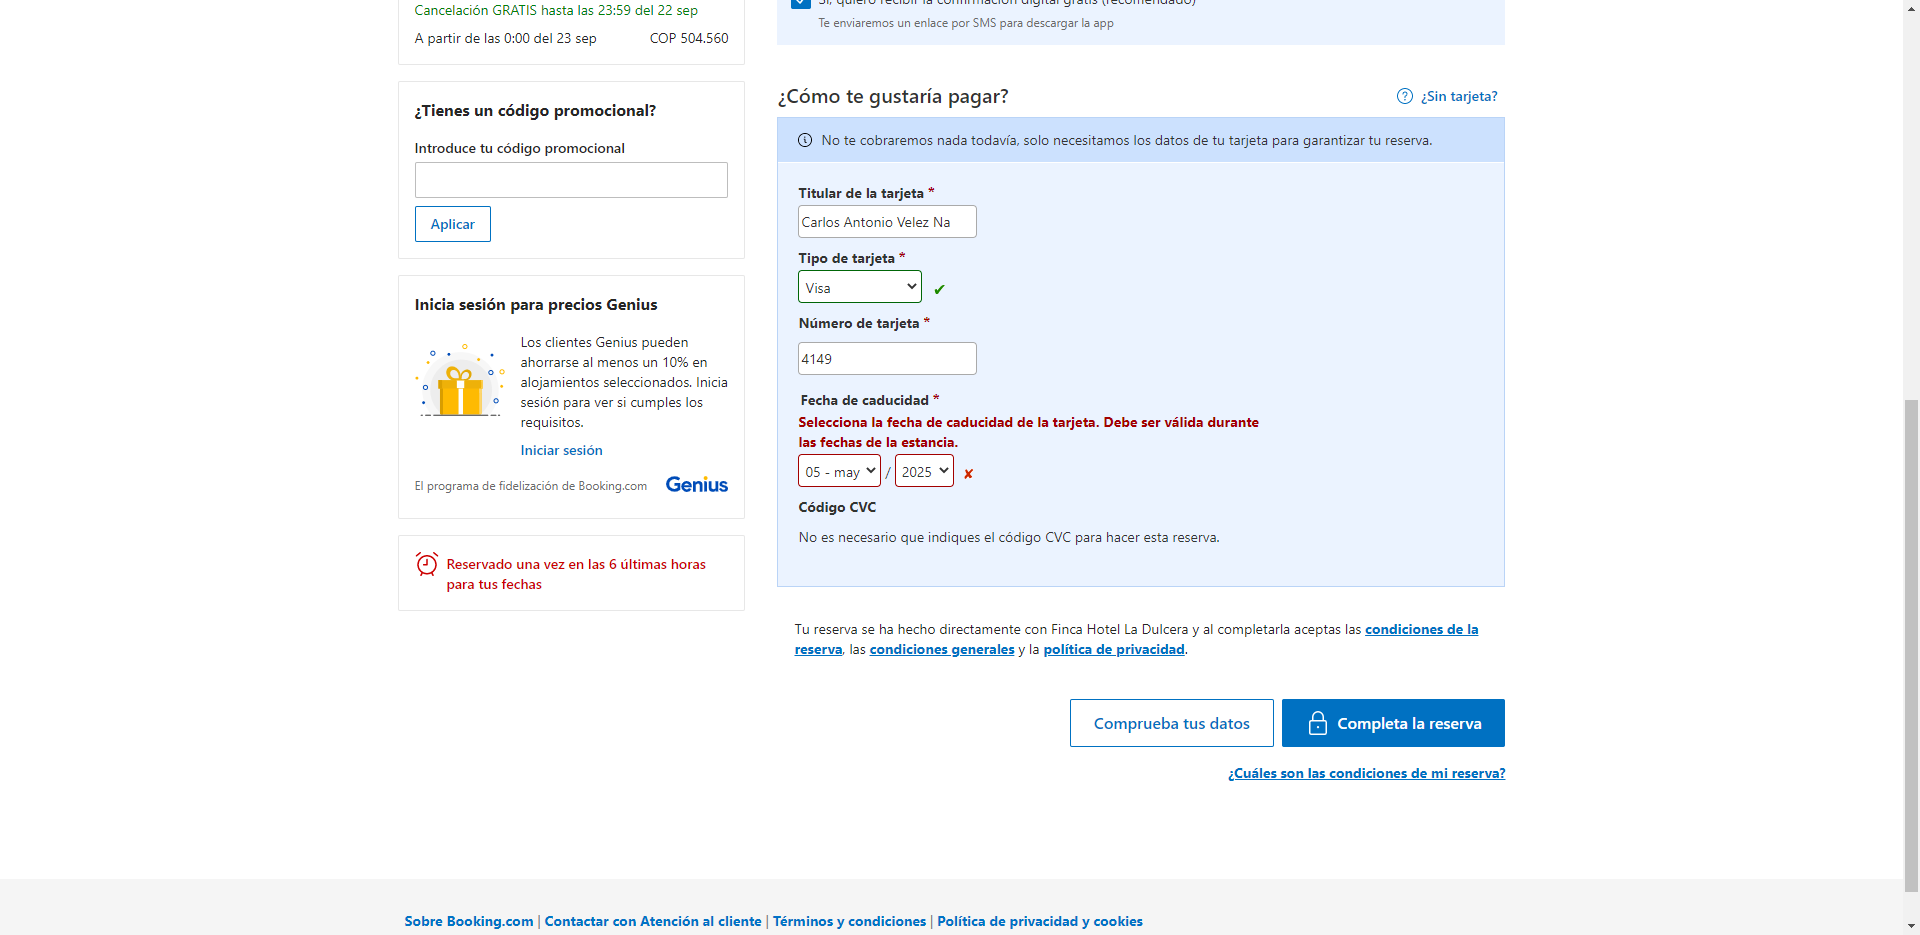 Cancelación GRATIS hasta las 23:59 del 22 sep
A partir de las 0:00 del 23 sep COP 504.560
¿Tienes un código promocional?
Introduce tu código promocional
Aplicar
Inicia sesión para precios Genius
Los clientes Genius pueden
ahorrarse al menos un 10% en
alojamientos seleccionados. Inicia
sesión para ver si cumples los
requisitos.
Iniciar sesión
El programa de fidelización de Booking.com Genius
Reservado una vez en las 6 últimas horas
para tus fechas
Sí, quiero recibir la confirmación digital gratis (recomendado)
Te enviaremos un enlace por SMS para descargar la app
¿Cómo te gustaría pagar?
¿Sin tarjeta?
No te cobraremos nada todavía, solo necesitamos los datos de tu tarjeta para garantizar tu reserva.
Titular de la tarjeta *
Carlos Antonio Velez Na
Tipo de tarjeta *
Visa
Número de tarjeta *
4149
Fecha de caducidad *
Selecciona la fecha de caducidad de la tarjeta. Debe ser válida durante
las fechas de la estancia.
05 - may / 2025
Código CVC
No es necesario que indiques el código CVC para hacer esta reserva.
Tu reserva se ha hecho directamente con Finca Hotel La Dulcera y al completarla aceptas las condiciones de la
reserva, las condiciones generales y la política de privacidad.
Comprueba tus datos
Completa la reserva
¿Cuáles son las condiciones de mi reserva?
Sobre Booking.com | Contactar con Atención al cliente | Términos y condiciones | Política de privacidad y cookies